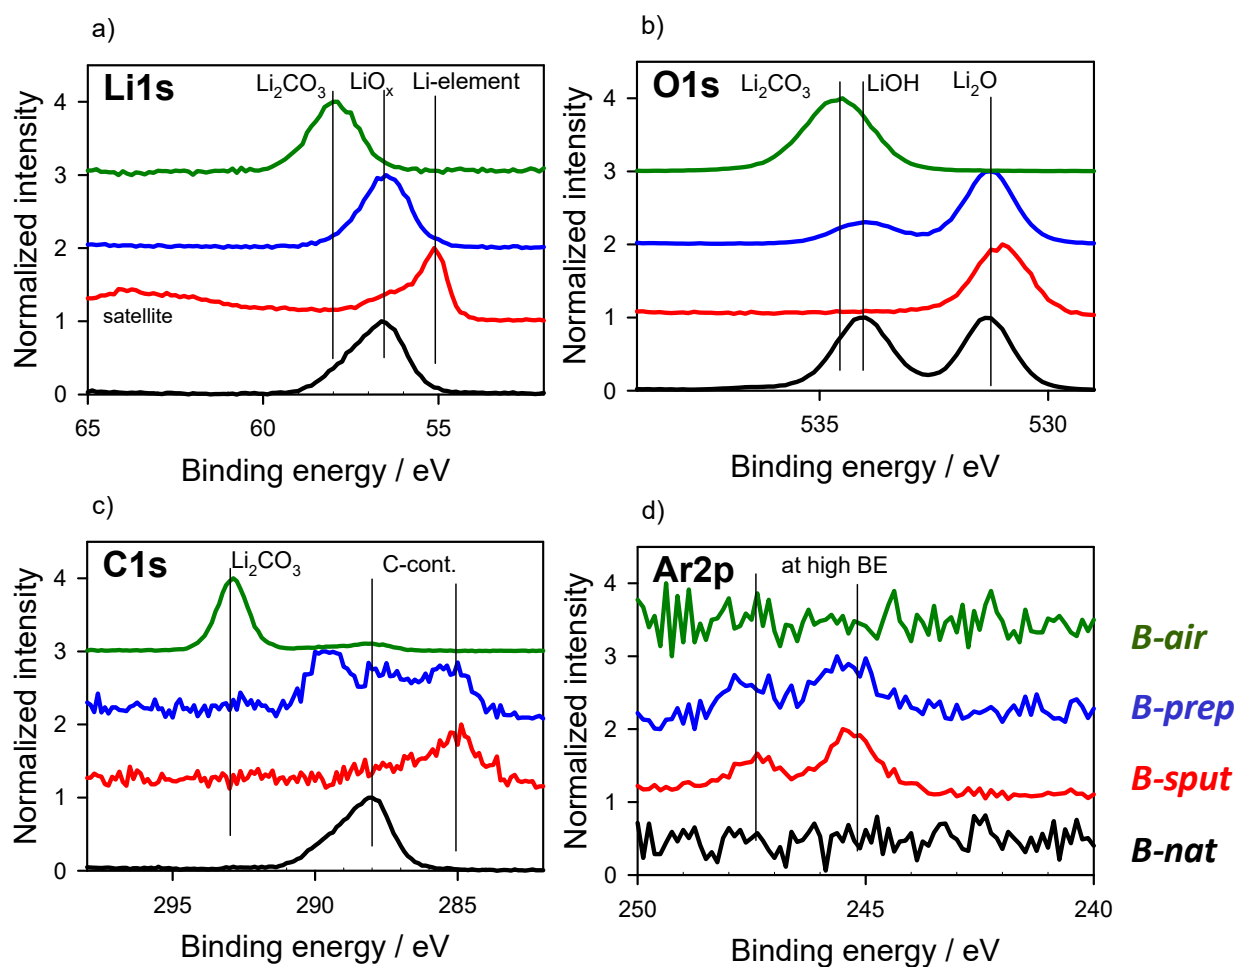 a)
Li1s
Li₂CO₃ LiOₓ Li-element
Normalized intensity
4
3
2
1
0
satellite
65 60 55
Binding energy / eV
b)
O1s
Li₂CO₃ LiOH Li₂O
Normalized intensity
4
3
2
1
0
535 530
Binding energy / eV
c)
C1s
Li₂CO₃ C-cont.
Normalized intensity
4
3
2
1
0
295 290 285
Binding energy / eV
d)
Ar2p
at high BE
Normalized intensity
4
3
2
1
0
250 245 240
Binding energy / eV
B-air
B-prep
B-sput
B-nat